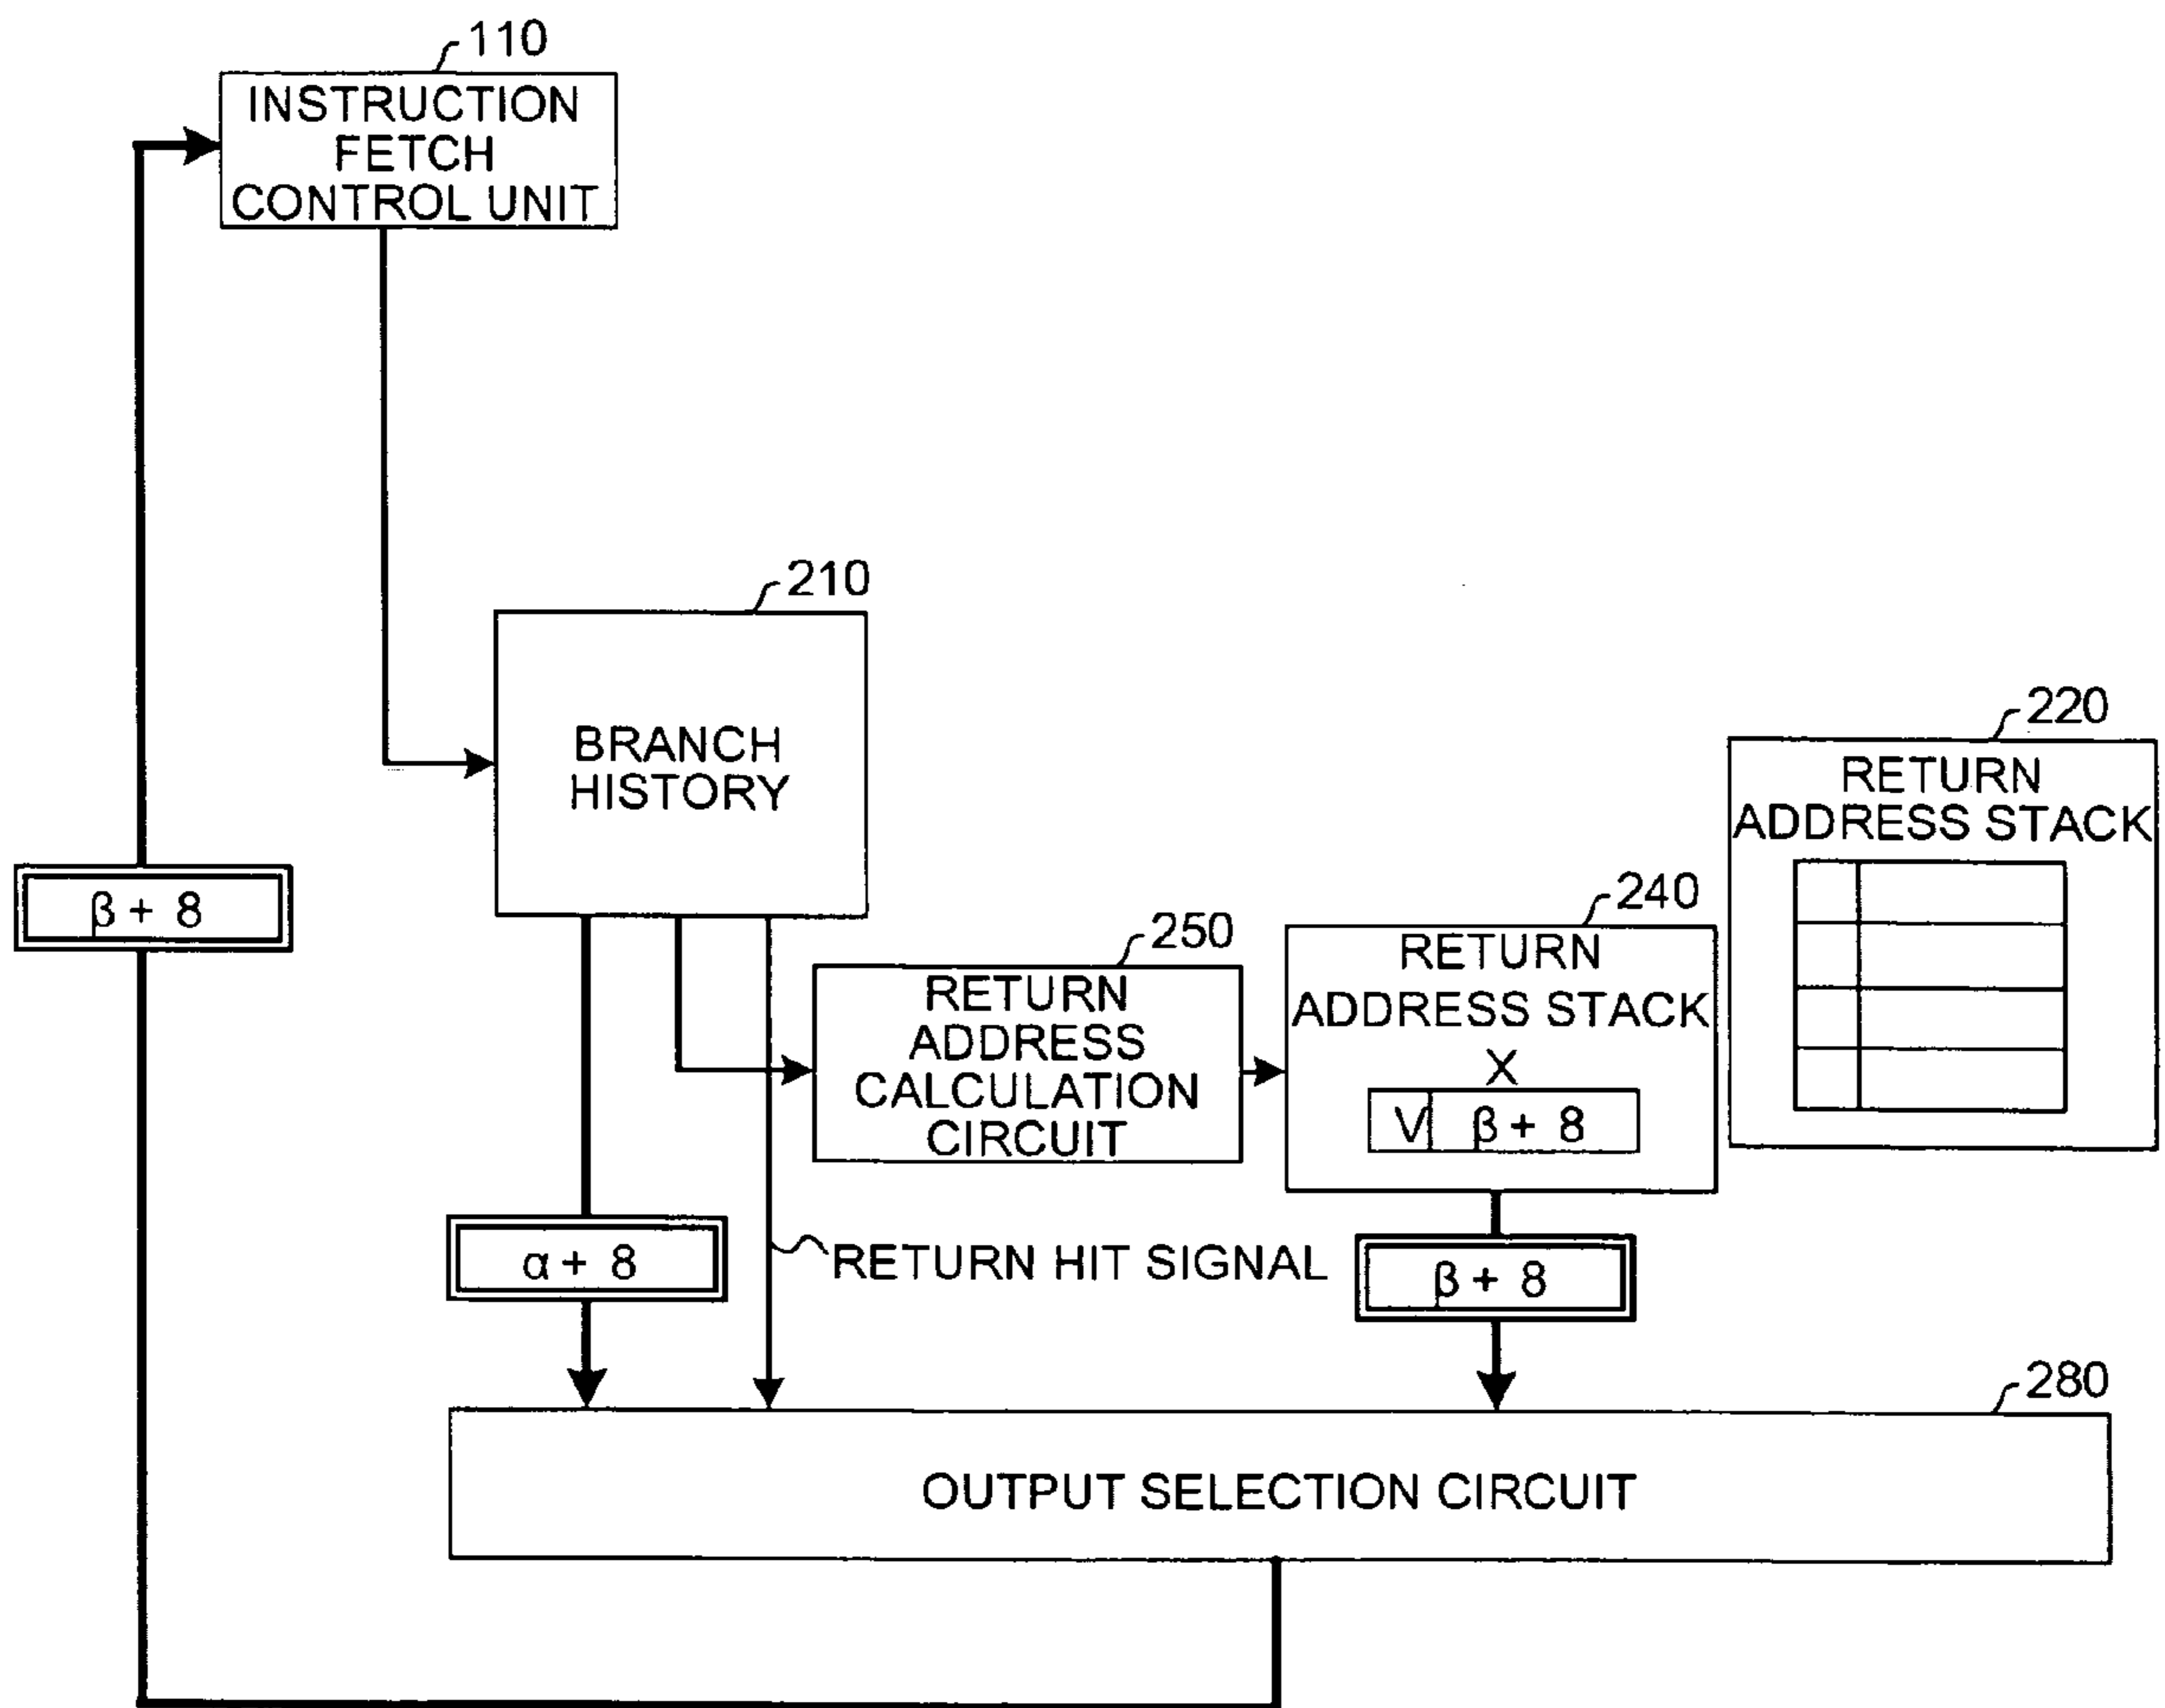 110
INSTRUCTION
FETCH
CONTROL UNIT
210
BRANCH
HISTORY
220
RETURN
ADDRESS STACK
β + 8
240
RETURN
ADDRESS STACK
X
V β + 8
250
RETURN
ADDRESS
CALCULATION
CIRCUIT
α + 8
RETURN HIT SIGNAL
β + 8
280
OUTPUT SELECTION CIRCUIT